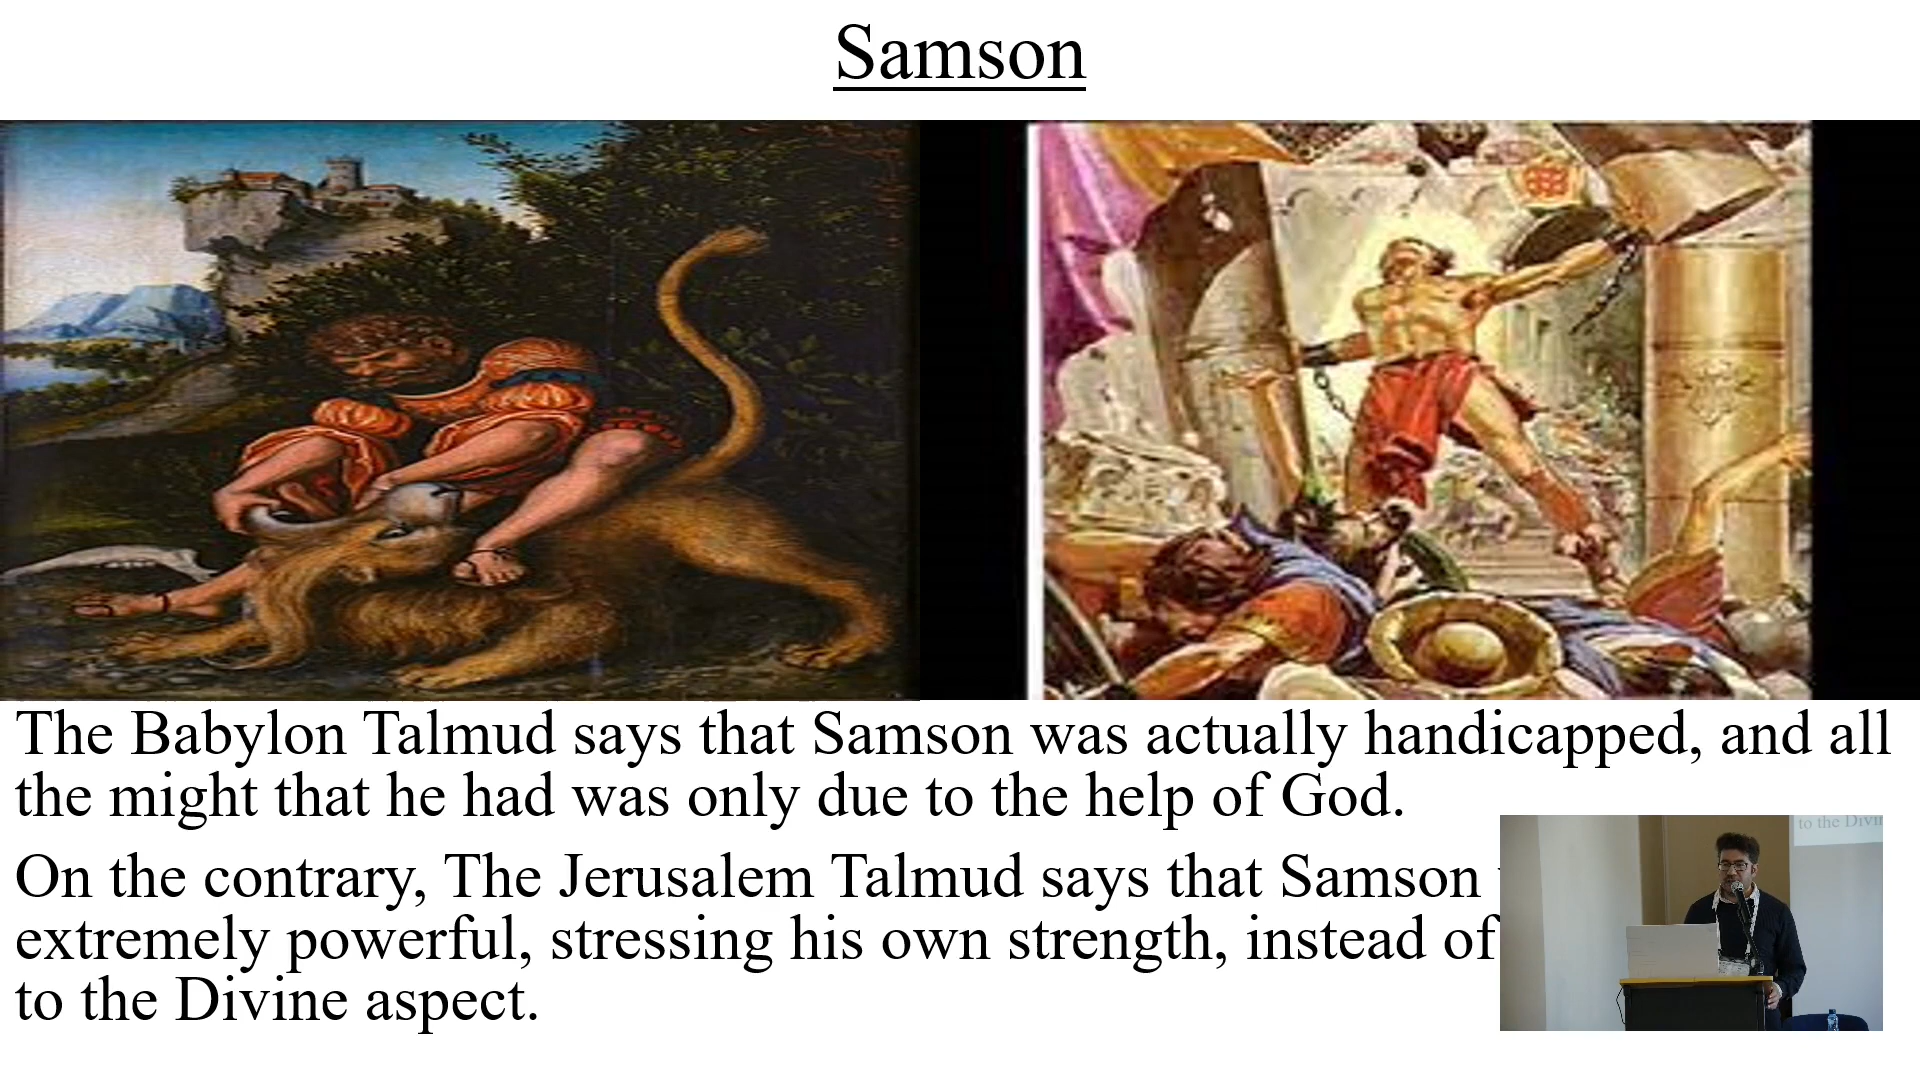 Samson
The Babylon Talmud says that Samson was actually handicapped, and all
the might that he had was only due to the help of God.
On the contrary, The Jerusalem Talmud says that Samson
extremely powerful, stressing his own strength, instead of
to the Divine aspect.
to the Divi